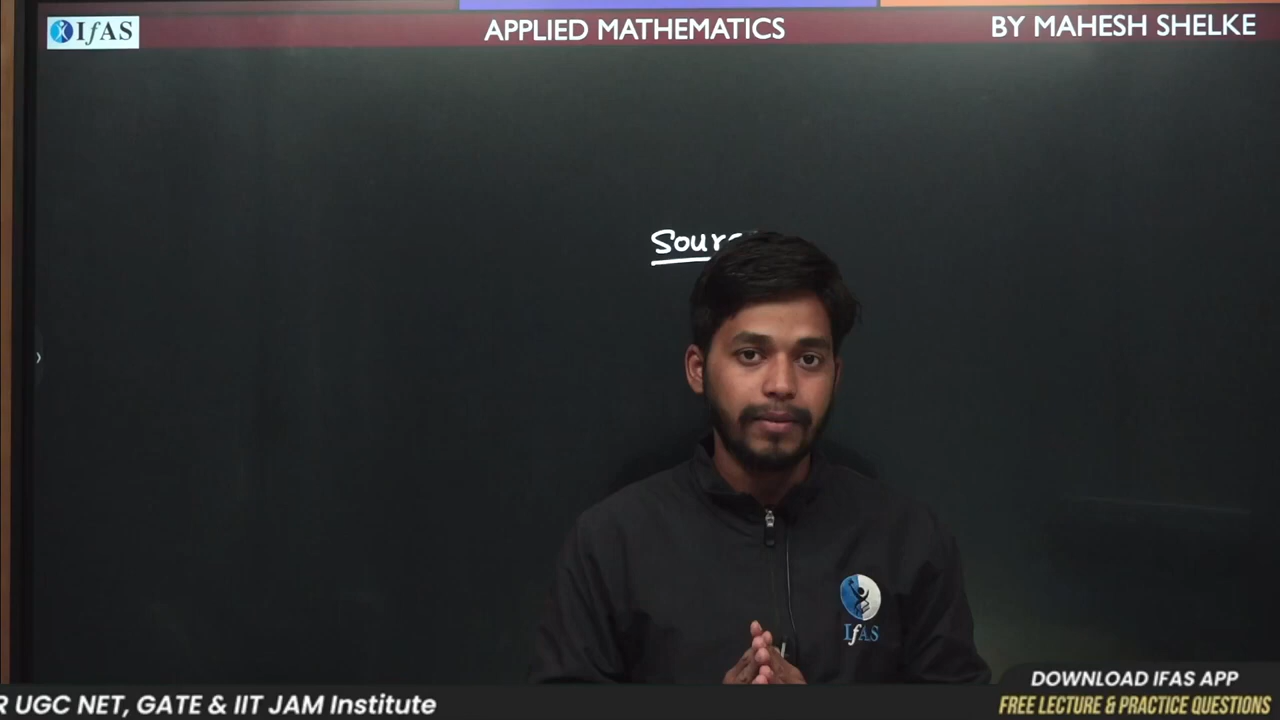 IfAS
APPLIED MATHEMATICS
BY MAHESH SHELKE
IfAS
DOWNLOAD IFAS APP
R UGC NET, GATE & IIT JAM Institute
FREE LECTURE & PRACTICE QUESTIONS